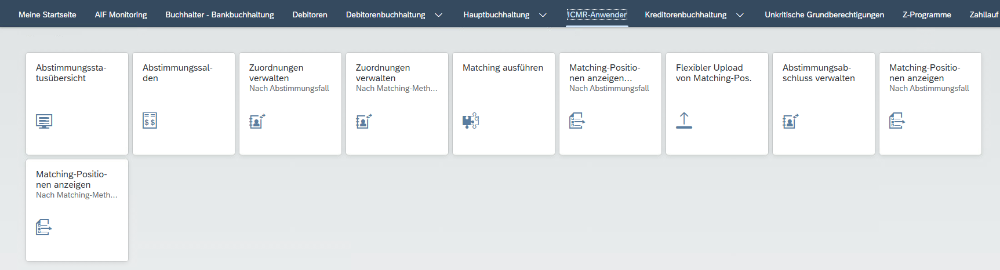 Meine Startseite AIF Monitoring Buchhalter - Bankbuchhaltung Debitoren Debitorenbuchhaltung Hauptbuchhaltung ICMR-Anwender Kreditorenbuchhaltung Unkritische Grundberechtigungen Z-Programme Zahllauf
Abstimmungssta-
tusübersicht
Abstimmungssal-
den
$ $
Zuordnungen
verwalten
Nach Abstimmungsfall
Zuordnungen
verwalten
Nach Matching-Meth...
Matching ausführen
Matching-Positio-
nen anzeigen...
Nach Abstimmungsfall
Flexibler Upload
von Matching-Pos.
Abstimmungsab-
schluss verwalten
Matching-Positio-
nen anzeigen
Nach Abstimmungsfall
Matching-Positio-
nen anzeigen
Nach Matching-Meth...